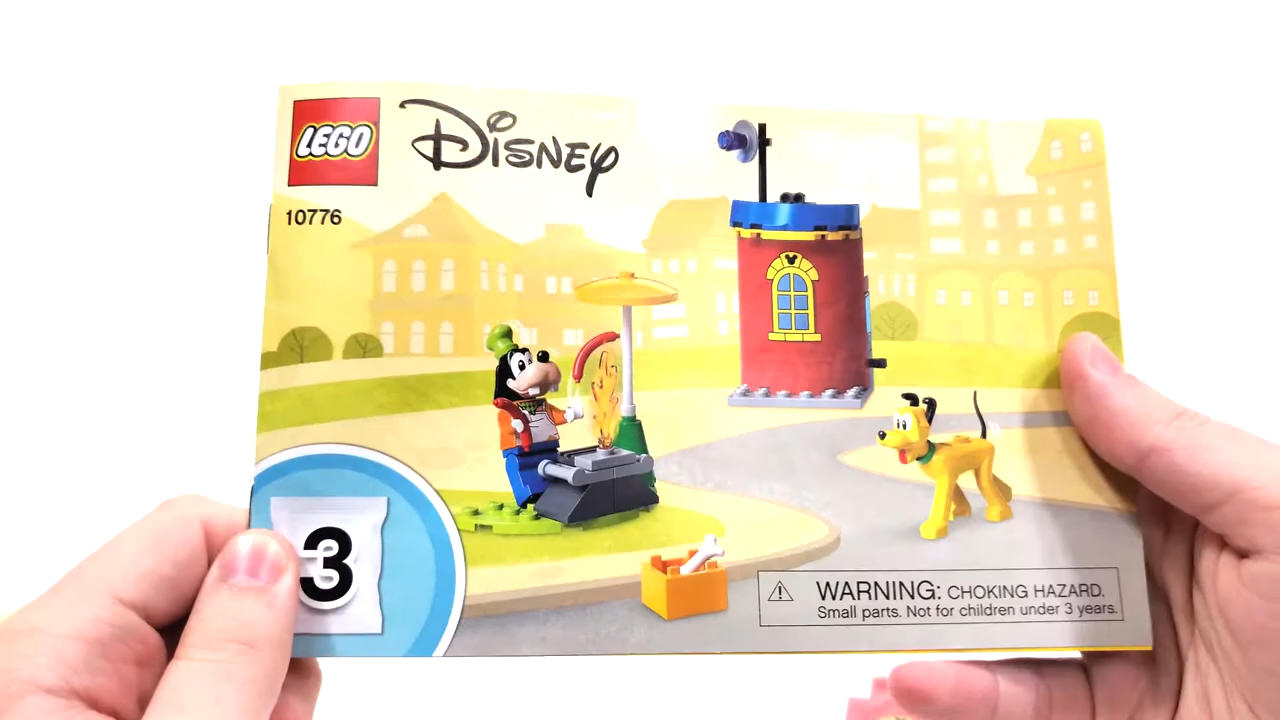 LEGO
Disney
10776
3
WARNING: CHOKING HAZARD.
Small parts. Not for children under 3 years.